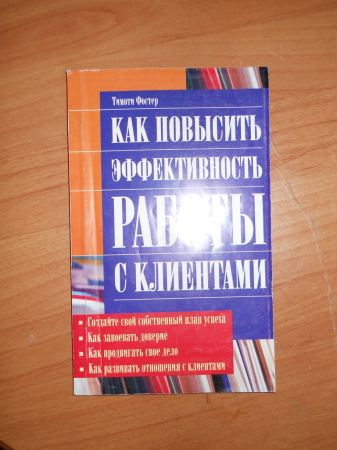 Тимоти Фостер
КАК ПОВЫСИТЬ
ЭФФЕКТИВНОСТЬ
РАБОТЫ
С КЛИЕНТАМИ
Создайте свой собственный план успеха
Как завоевать доверие
Как продвигать свое дело
Как развивать отношения с клиентами